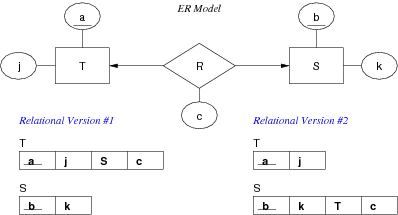 ER Model
a
b
j
T
R
S
k
c
Relational Version #1
Relational Version #2
T
T
a j S c
a j
S
S
b k
b k T c